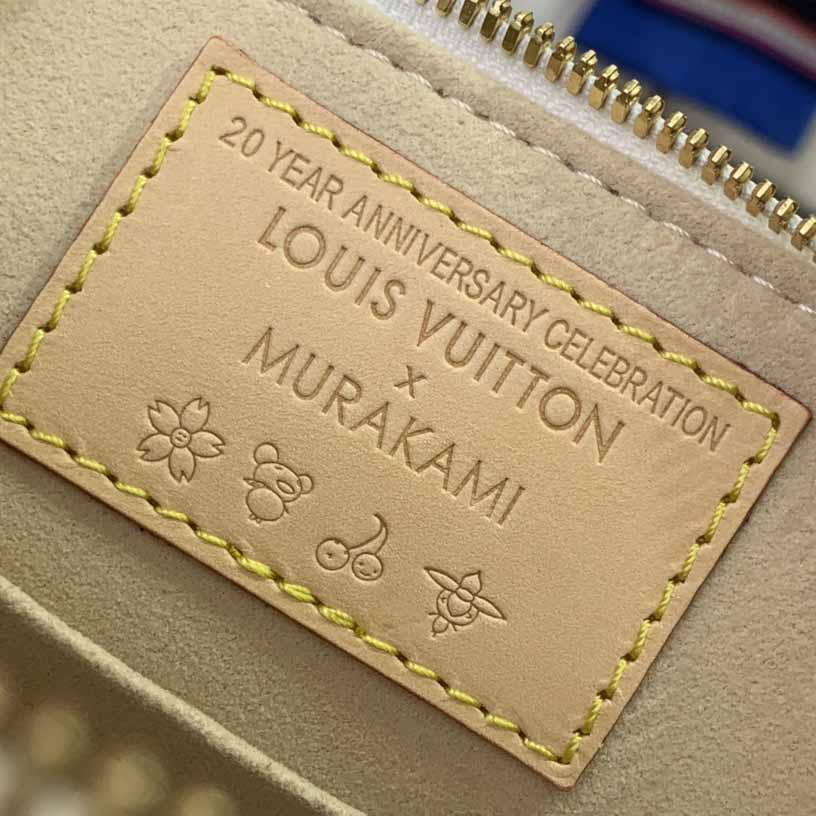 20 YEAR ANNIVERSARY CELEBRATION
LOUIS VUITTON
x
MURAKAMI